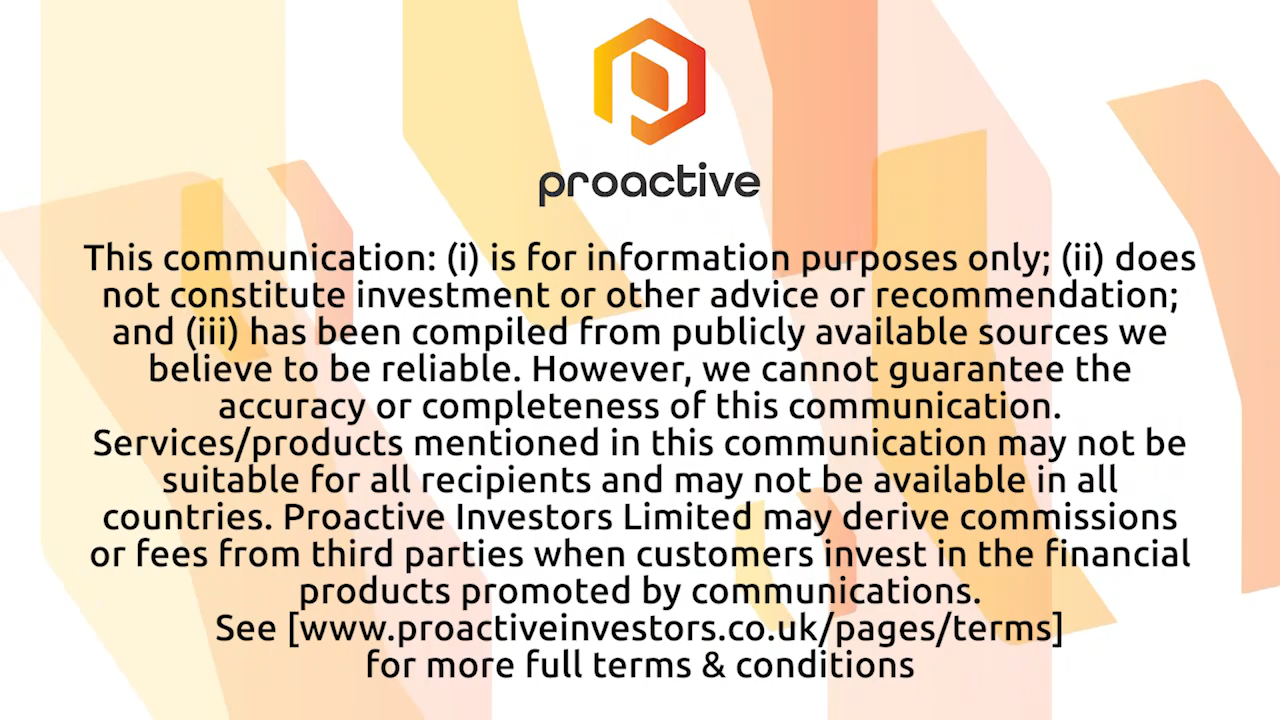 proactive
This communication: (i) is for information purposes only; (ii) does
not constitute investment or other advice or recommendation;
and (iii) has been compiled from publicly available sources we
believe to be reliable. However, we cannot guarantee the
accuracy or completeness of this communication.
Services/products mentioned in this communication may not be
suitable for all recipients and may not be available in all
countries. Proactive Investors Limited may derive commissions
or fees from third parties when customers invest in the financial
products promoted by communications.
See [www.proactiveinvestors.co.uk/pages/terms]
for more full terms & conditions